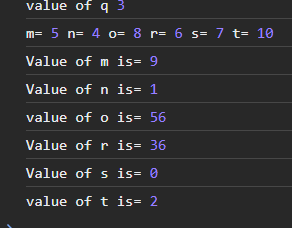 value of q 3
m= 5 n= 4 o= 8 r= 6 s= 7 t= 10
Value of m is= 9
Value of n is= 1
value of o is= 56
Value of r is= 36
Value of s is= 0
value of t is= 2